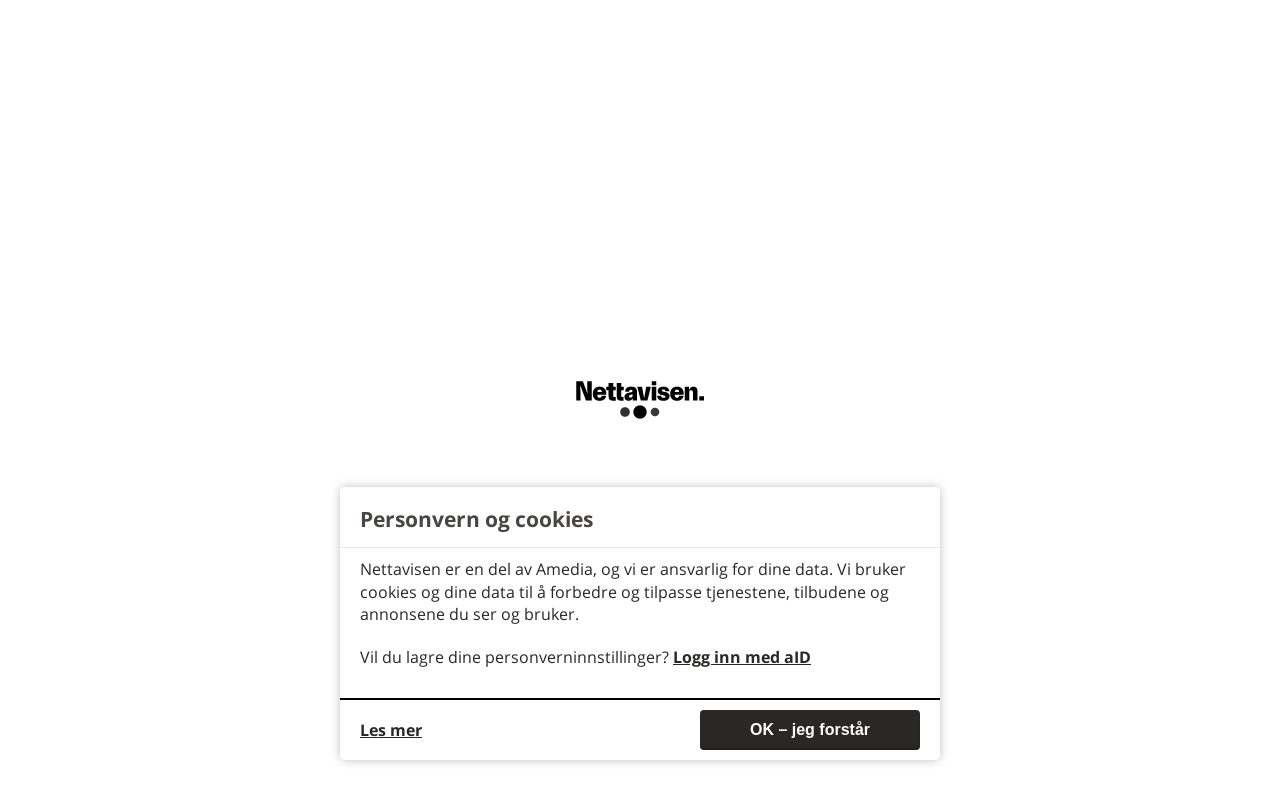 Nettavisen.
Personvern og cookies
Nettavisen er en del av Amedia, og vi er ansvarlig for dine data. Vi bruker
cookies og dine data til å forbedre og tilpasse tjenestene, tilbudene og
annonsene du ser og bruker.
Vil du lagre dine personverninnstillinger? Logg inn med aID
Les mer
OK – jeg forstår